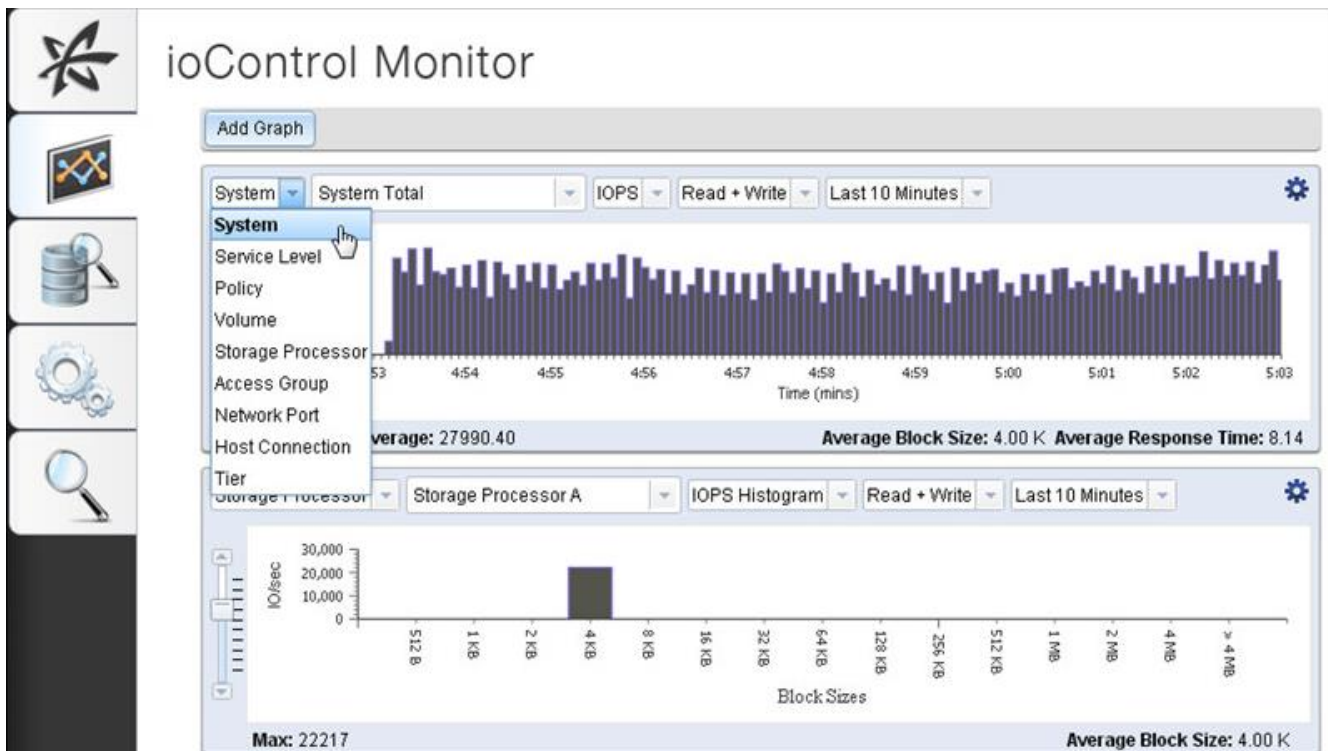 ioControl Monitor
Add Graph
System System Total IOPS Read + Write Last 10 Minutes
System
Service Level
Policy
Volume
Storage Processor
Access Group
Network Port
Host Connection
Tier
53 4:54 4:55 4:56 4:57 4:58 4:59 5:00 5:01 5:02 5:03
Time (mins)
verage: 27990.40 Average Block Size: 4.00 K Average Response Time: 8.14
Storage Processor Storage Processor A IOPS Histogram Read + Write Last 10 Minutes
30,000
20,000
10,000
0
IO/sec
512 B 1 KB 2 KB 4 KB 8 KB 16 KB 32 KB 64 KB 128 KB 256 KB 512 KB 1 MB 2 MB 4 MB > 4 MB
Block Sizes
Max: 22217 Average Block Size: 4.00 K